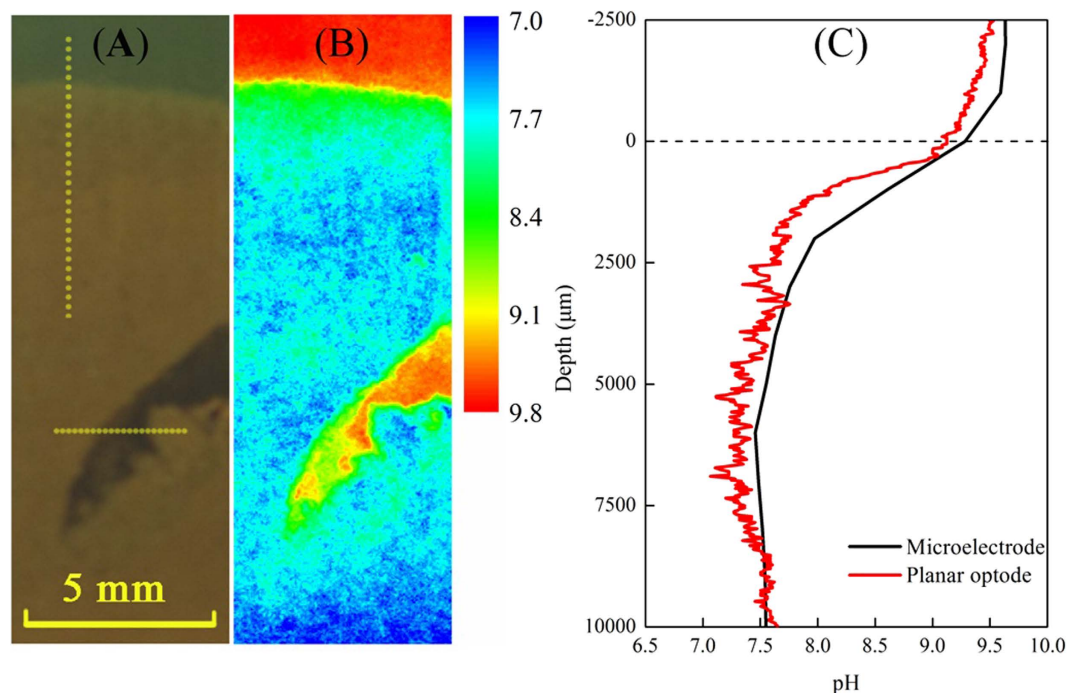 (A)
(B)
5 mm
7.0
7.7
8.4
9.1
9.8
(C)
Depth (μm)
-2500
0
2500
5000
7500
10000
Microelectrode
Planar optode
6.5 7.0 7.5 8.0 8.5 9.0 9.5 10.0
pH